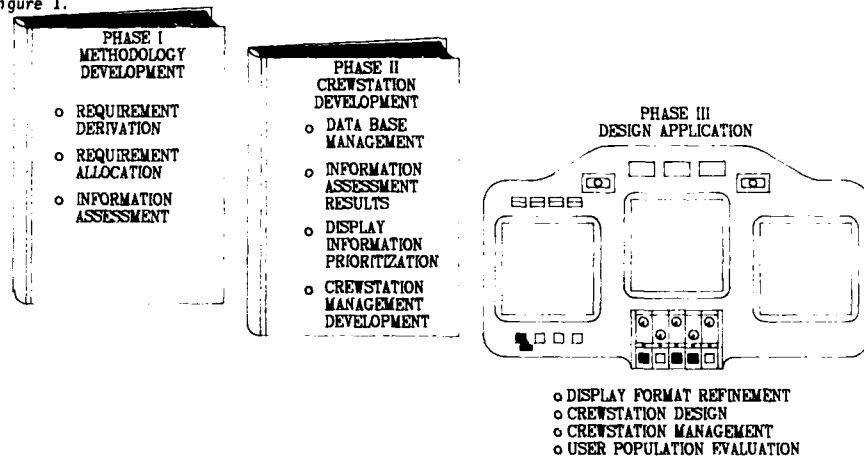 igure 1.
PHASE I
METHODOLOGY
DEVELOPMENT
o REQUIREMENT
DERIVATION
o REQUIREMENT
ALLOCATION
o INFORMATION
ASSESSMENT
PHASE II
CREWSTATION
DEVELOPMENT
o DATA BASE
MANAGEMENT
o INFORMATION
ASSESSMENT
RESULTS
o DISPLAY
INFORMATION
PRIORITIZATION
o CREWSTATION
MANAGEMENT
DEVELOPMENT
PHASE III
DESIGN APPLICATION
o DISPLAY FORMAT REFINEMENT
o CREWSTATION DESIGN
o CREWSTATION MANAGEMENT
o USER POPULATION EVALUATION